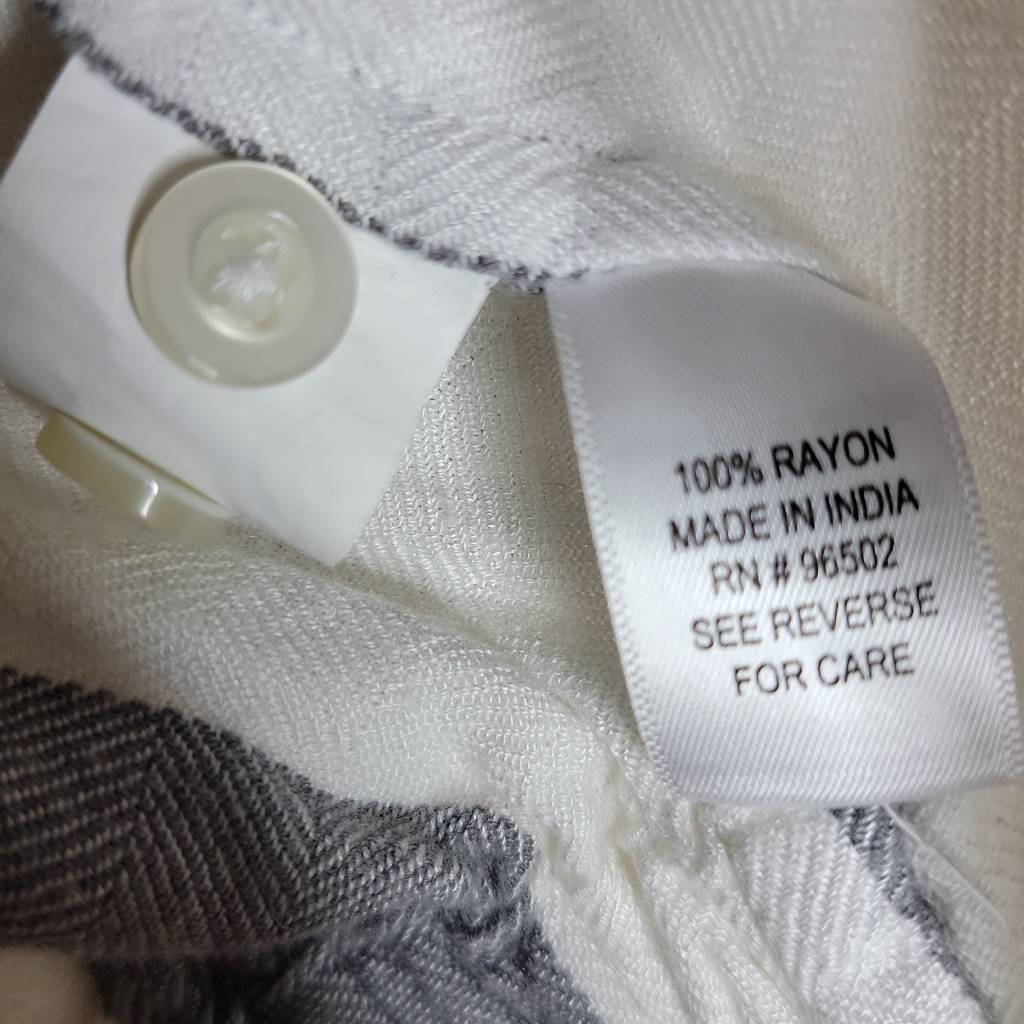 100% RAYON
MADE IN INDIA
RN # 96502
SEE REVERSE
FOR CARE